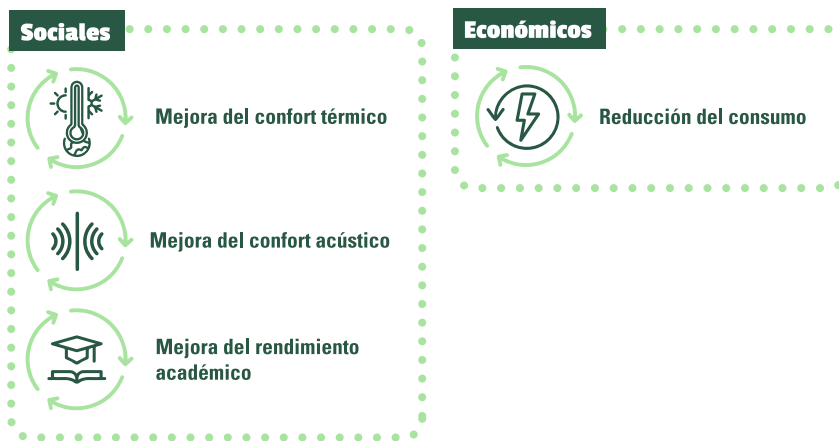 Sociales
Mejora del confort térmico
Mejora del confort acústico
Mejora del rendimiento
académico
Económicos
Reducción del consumo